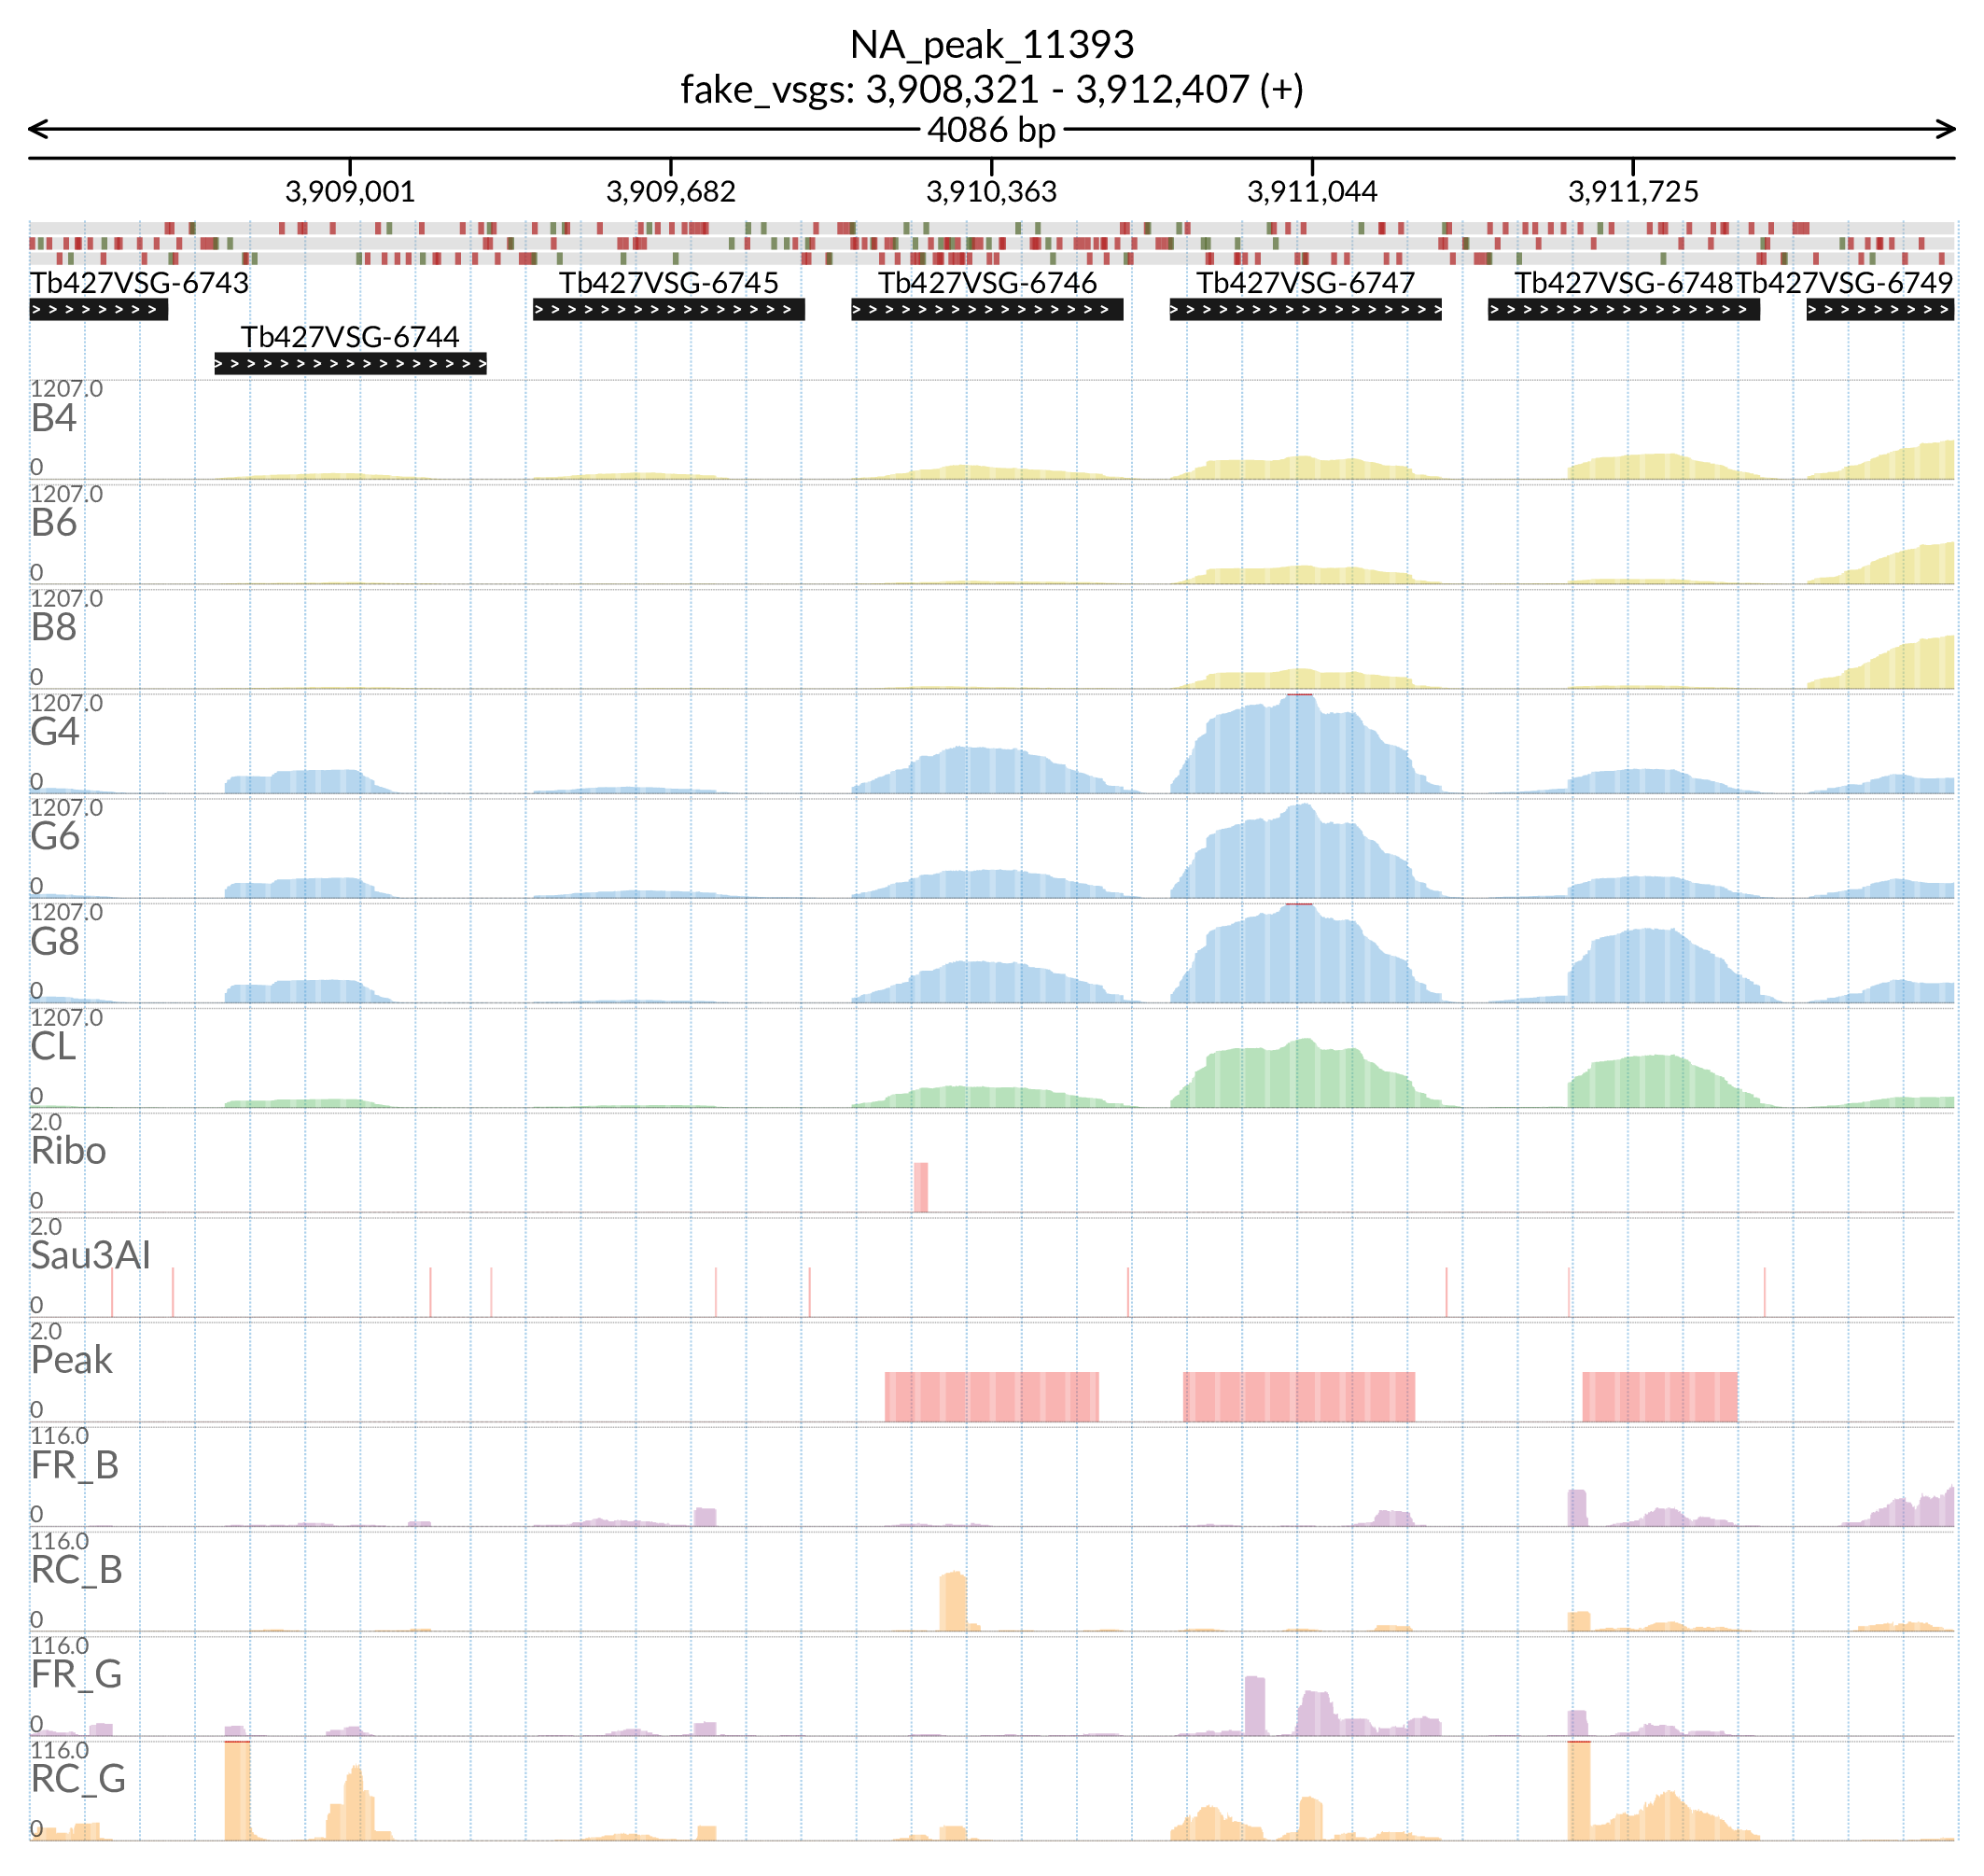 NA_peak_11393
fake_vsgs: 3,908,321 - 3,912,407 (+)
4086 bp
3,909,001 3,909,682 3,910,363 3,911,044 3,911,725
Tb427VSG-6743 Tb427VSG-6745 Tb427VSG-6746 Tb427VSG-6747 Tb427VSG-6748 Tb427VSG-6749
Tb427VSG-6744
1207.0
B4
0
1207.0
B6
0
1207.0
B8
0
1207.0
G4
0
1207.0
G6
0
1207.0
G8
0
1207.0
CL
0
2.0
Ribo
0
2.0
Sau3AI
0
2.0
Peak
0
116.0
FR_B
0
116.0
RC_B
0
116.0
FR_G
0
116.0
RC_G
0